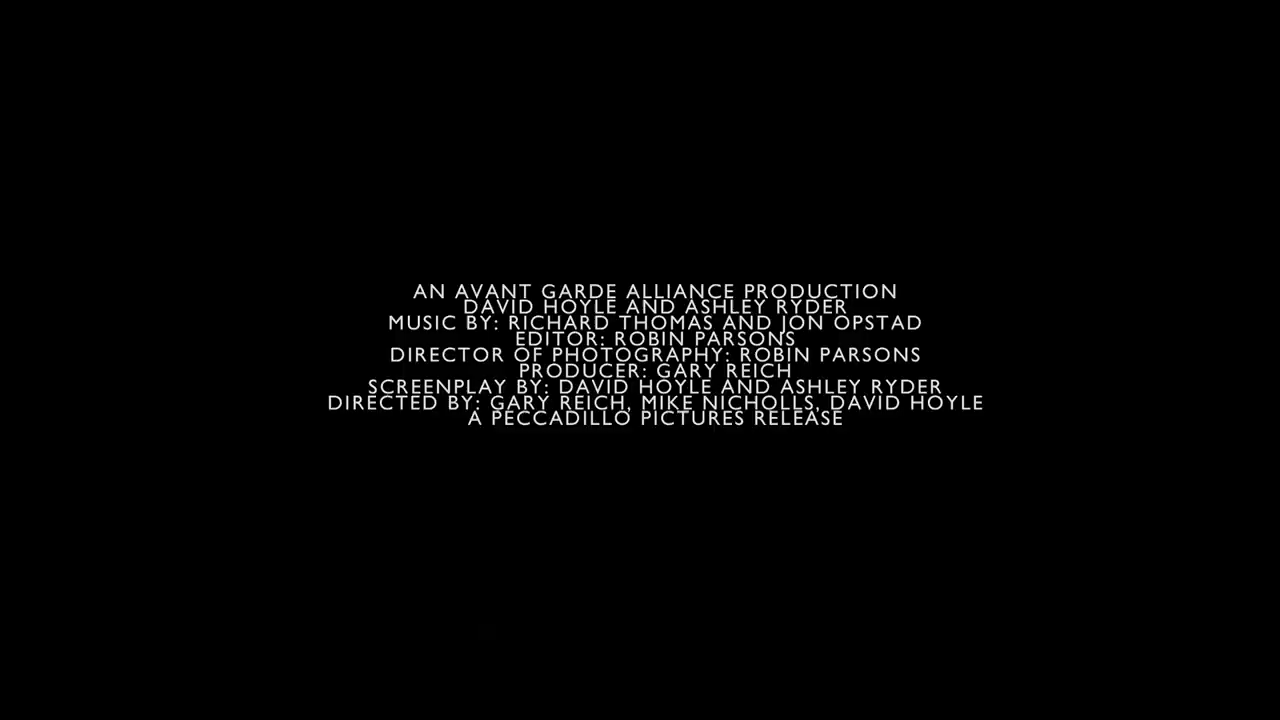 AN AVANT GARDE ALLIANCE PRODUCTION
DAVID HOYLE AND ASHLEY RYDER
MUSIC BY: RICHARD THOMAS AND JON OPSTAD
EDITOR: ROBIN PARSONS
DIRECTOR OF PHOTOGRAPHY: ROBIN PARSONS
PRODUCER: GARY REICH
SCREENPLAY BY: DAVID HOYLE AND ASHLEY RYDER
DIRECTED BY: GARY REICH, MIKE NICHOLLS, DAVID HOYLE
A PECCADILLO PICTURES RELEASE